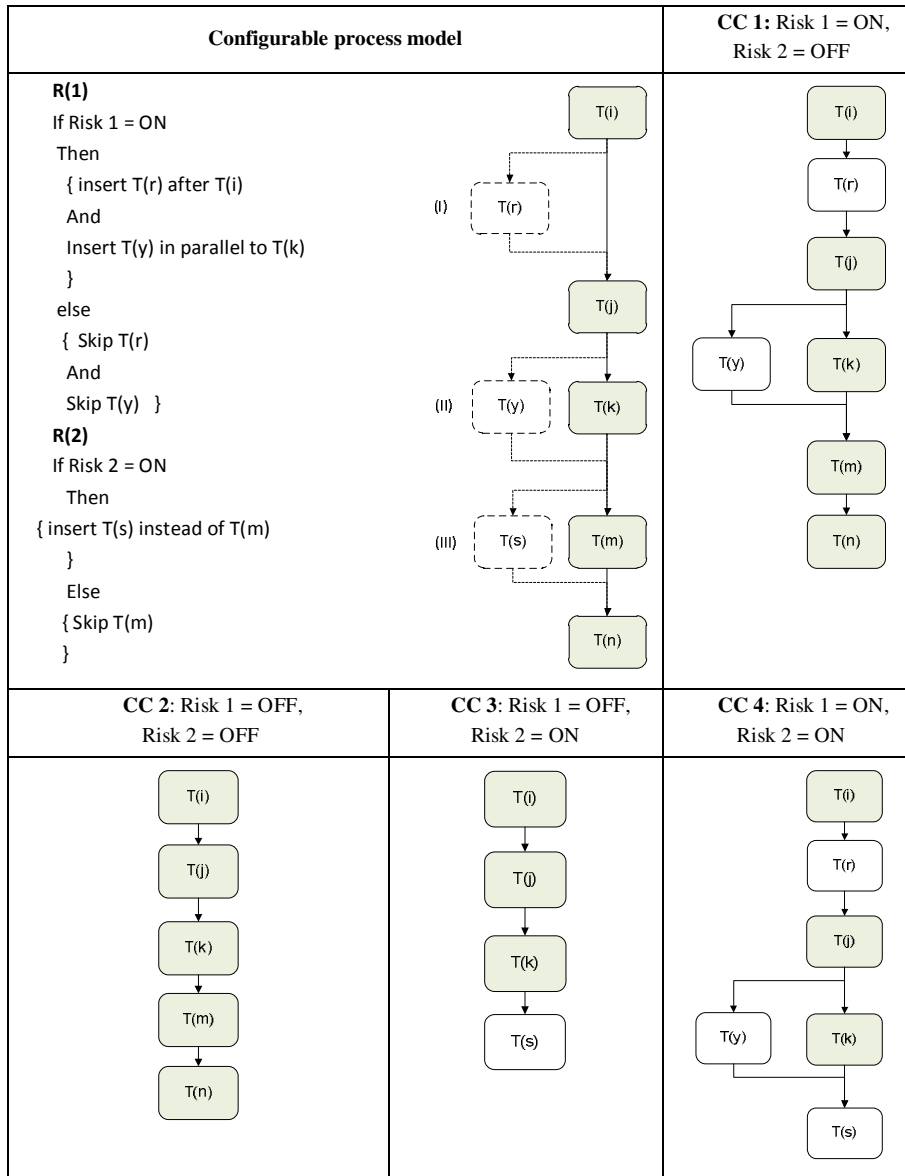 Configurable process model
CC 1: Risk 1 = ON,
Risk 2 = OFF
R(1)
If Risk 1 = ON
Then
{ insert T(r) after T(i)
And
Insert T(y) in parallel to T(k)
}
else
{ Skip T(r)
And
Skip T(y) }
R(2)
If Risk 2 = ON
Then
{ insert T(s) instead of T(m)
}
Else
{ Skip T(m)
}
T(i)
(I) T(r)
T(j)
(II) T(y) T(k)
(III) T(s) T(m)
T(n)
T(i)
T(r)
T(j)
T(y) T(k)
T(m)
T(n)
CC 2: Risk 1 = OFF,
Risk 2 = OFF
CC 3: Risk 1 = OFF,
Risk 2 = ON
CC 4: Risk 1 = ON,
Risk 2 = ON
T(i)
T(j)
T(k)
T(m)
T(n)
T(i)
T(j)
T(k)
T(s)
T(i)
T(r)
T(j)
T(y) T(k)
T(s)